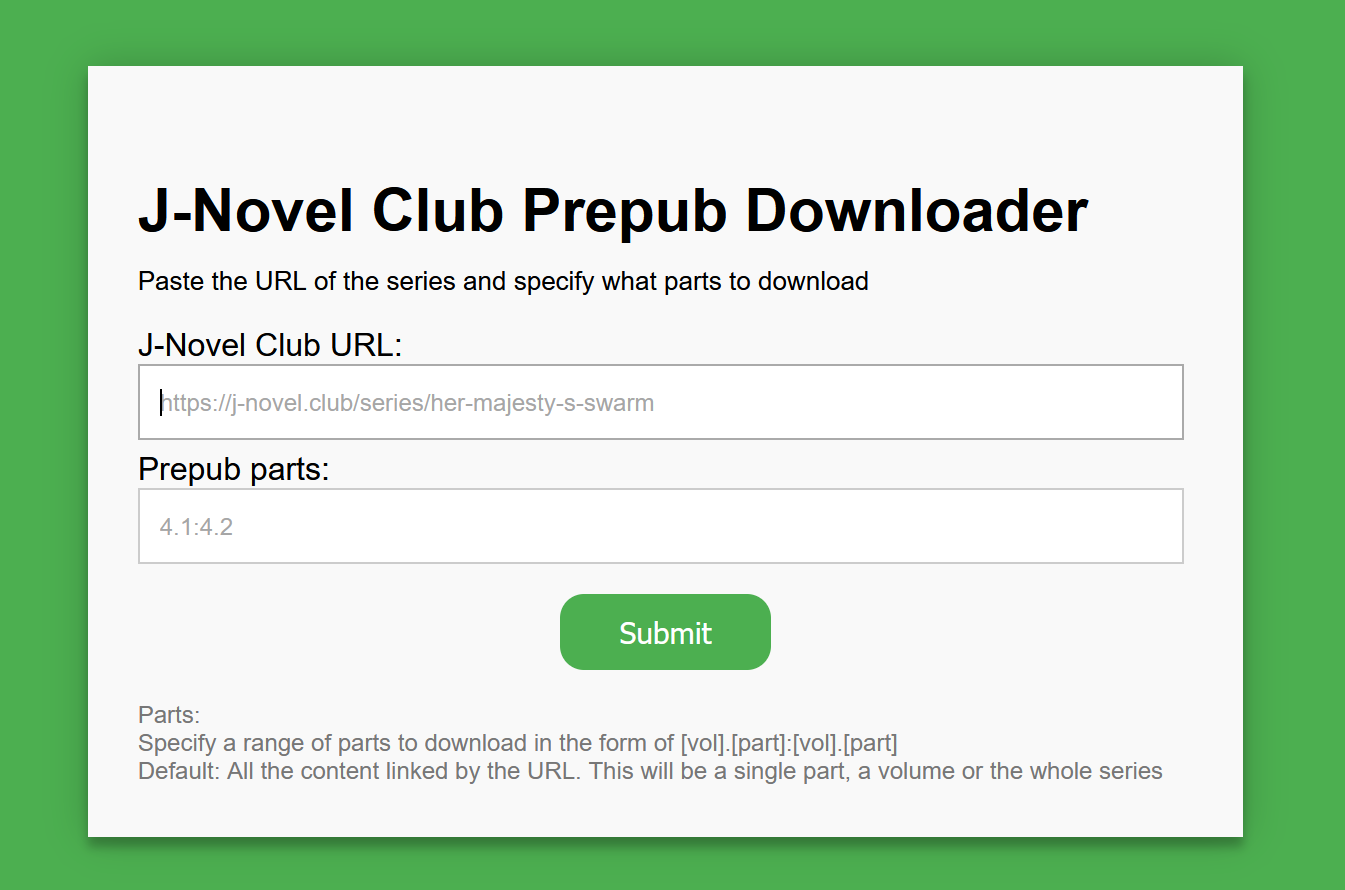 J-Novel Club Prepub Downloader
Paste the URL of the series and specify what parts to download
J-Novel Club URL:
https://j-novel.club/series/her-majesty-s-swarm
Prepub parts:
4.1:4.2
Submit
Parts:
Specify a range of parts to download in the form of [vol].[part]:[vol].[part]
Default: All the content linked by the URL. This will be a single part, a volume or the whole series